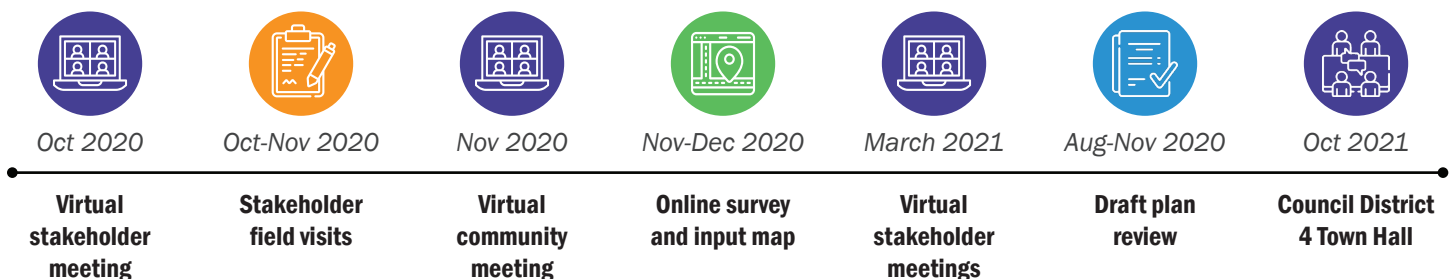 Oct 2020
Oct-Nov 2020
Nov 2020
Nov-Dec 2020
March 2021
Aug-Nov 2020
Oct 2021
Virtual
stakeholder
meeting
Stakeholder
field visits
Virtual
community
meeting
Online survey
and input map
Virtual
stakeholder
meetings
Draft plan
review
Council District
4 Town Hall